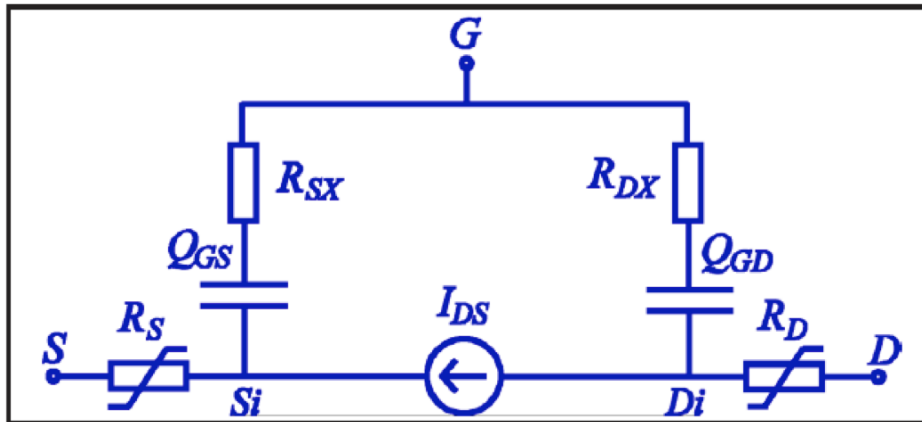 G
R_SX R_DX
Q_GS Q_GD
R_S I_DS R_D
S D
Si Di